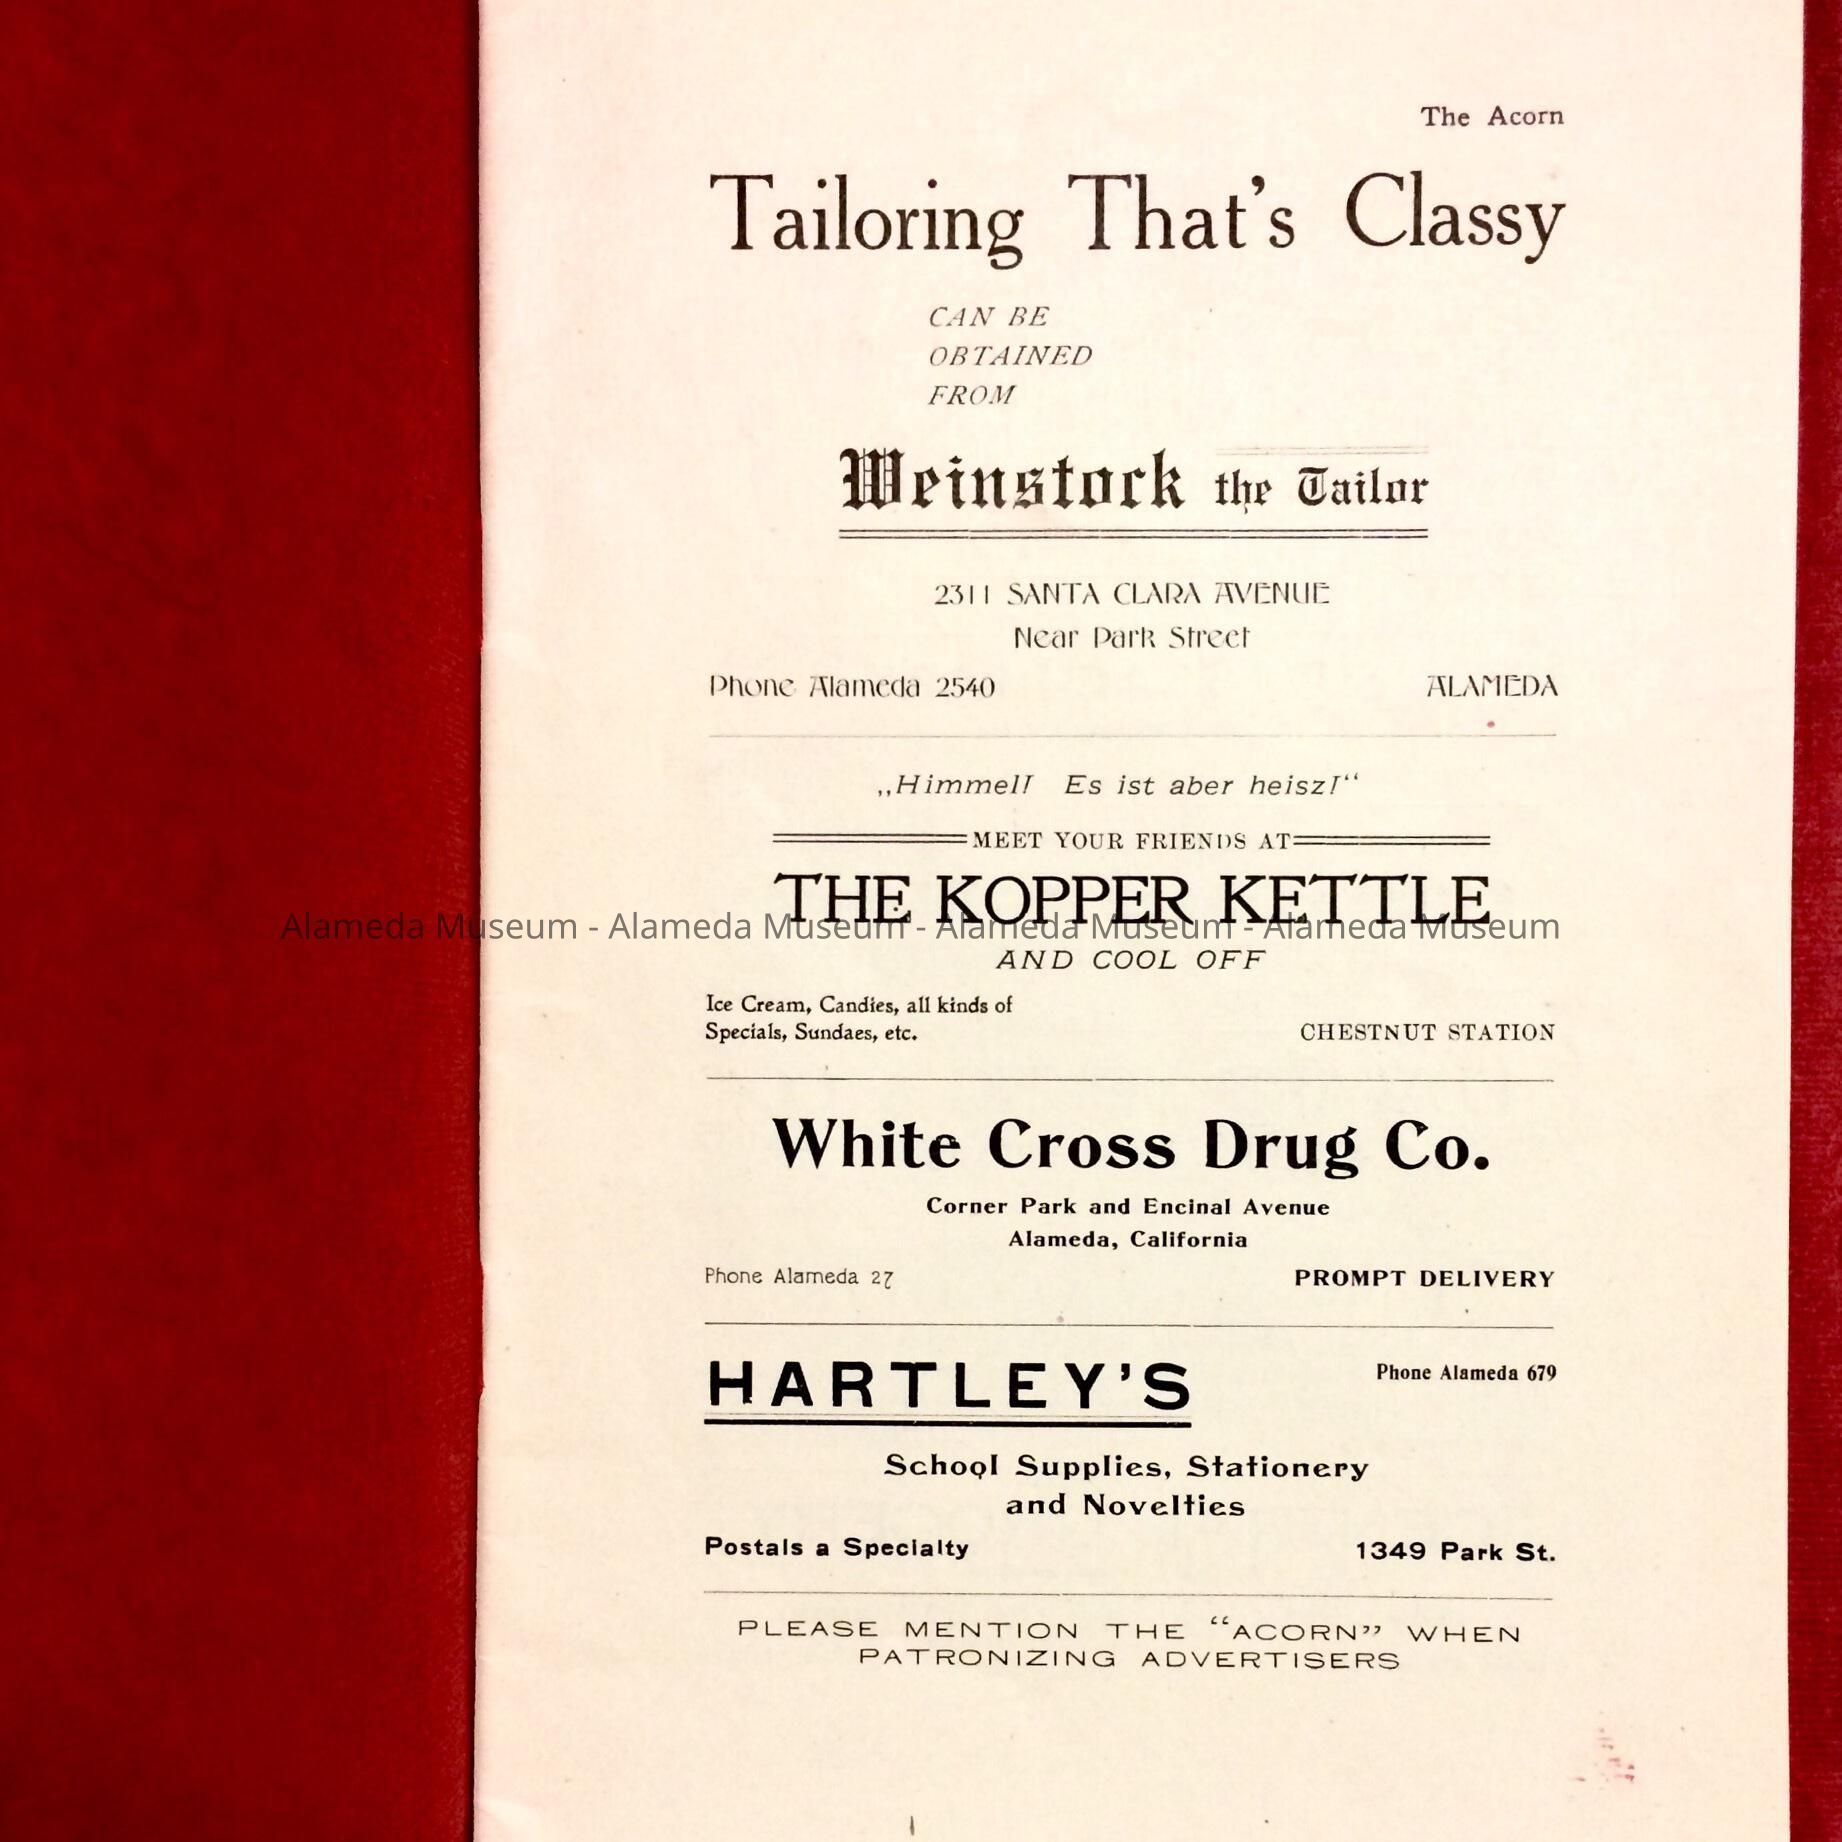 The Acorn
Tailoring That's Classy
CAN BE
OBTAINED
FROM
Weinstock the Tailor
2311 SANTA CLARA AVENUE
Near Park Street
Phone Alameda 2540 ALAMEDA
„Himmel! Es ist aber heisz!“
MEET YOUR FRIENDS AT
THE KOPPER KETTLE
Alameda Museum - Alameda Museum - Alameda Museum - Alameda Museum
AND COOL OFF
Ice Cream, Candies, all kinds of
Specials, Sundaes, etc. CHESTNUT STATION
White Cross Drug Co.
Corner Park and Encinal Avenue
Alameda, California
Phone Alameda 27 PROMPT DELIVERY
HARTLEY'S Phone Alameda 679
School Supplies, Stationery
and Novelties
Postals a Specialty 1349 Park St.
PLEASE MENTION THE “ACORN” WHEN
PATRONIZING ADVERTISERS